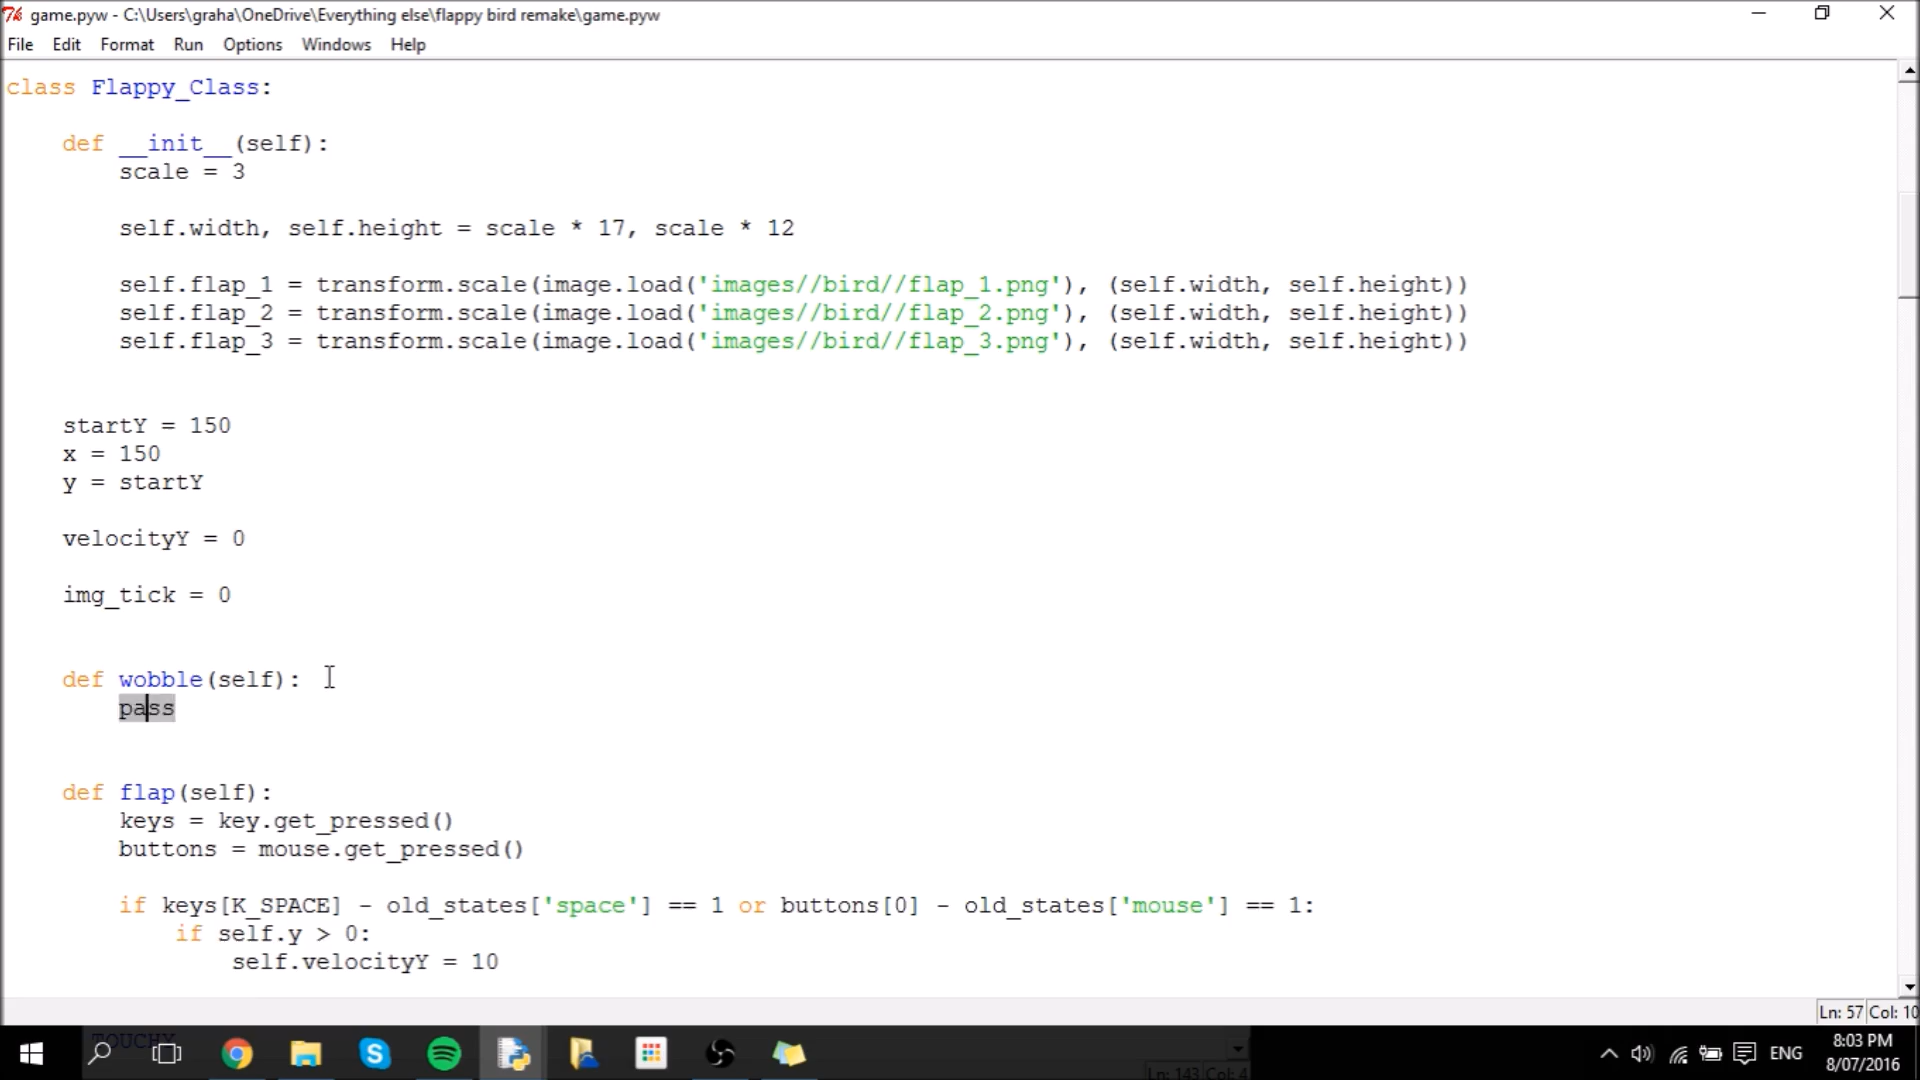 game.pyw - C:\Users\graha\OneDrive\Everything else\flappy bird remake\game.pyw
File Edit Format Run Options Windows Help
class Flappy_Class:
    def __init__(self):
        scale = 3
        self.width, self.height = scale * 17, scale * 12
        self.flap_1 = transform.scale(image.load('images//bird//flap_1.png'), (self.width, self.height))
        self.flap_2 = transform.scale(image.load('images//bird//flap_2.png'), (self.width, self.height))
        self.flap_3 = transform.scale(image.load('images//bird//flap_3.png'), (self.width, self.height))
    startY = 150
    x = 150
    y = startY
    velocityY = 0
    img_tick = 0
    def wobble(self):
        pass
    def flap(self):
        keys = key.get_pressed()
        buttons = mouse.get_pressed()
        if keys[K_SPACE] - old_states['space'] == 1 or buttons[0] - old_states['mouse'] == 1:
            if self.y > 0:
                self.velocityY = 10
Ln: 57 Col: 10
TOUCHY
Ln: 143 Col: 4
ENG
8:03 PM
8/07/2016